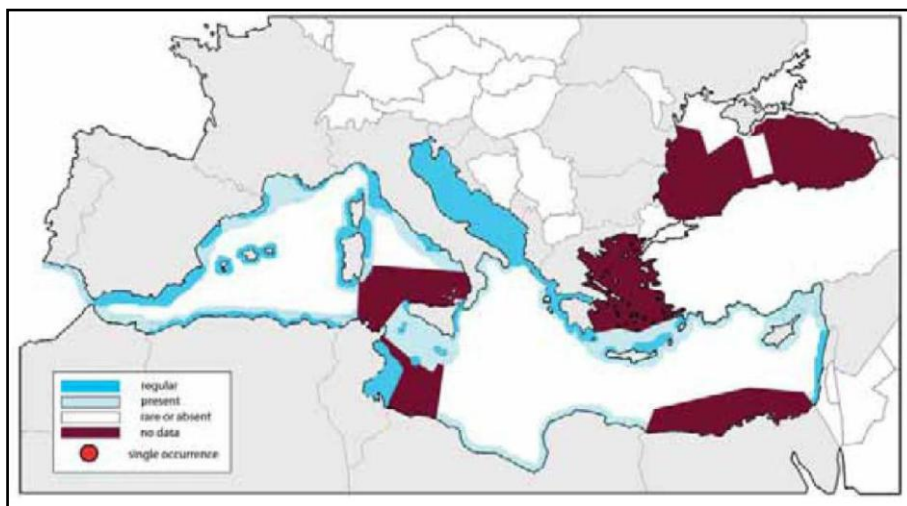 regular
present
rare or absent
no data
single occurrence